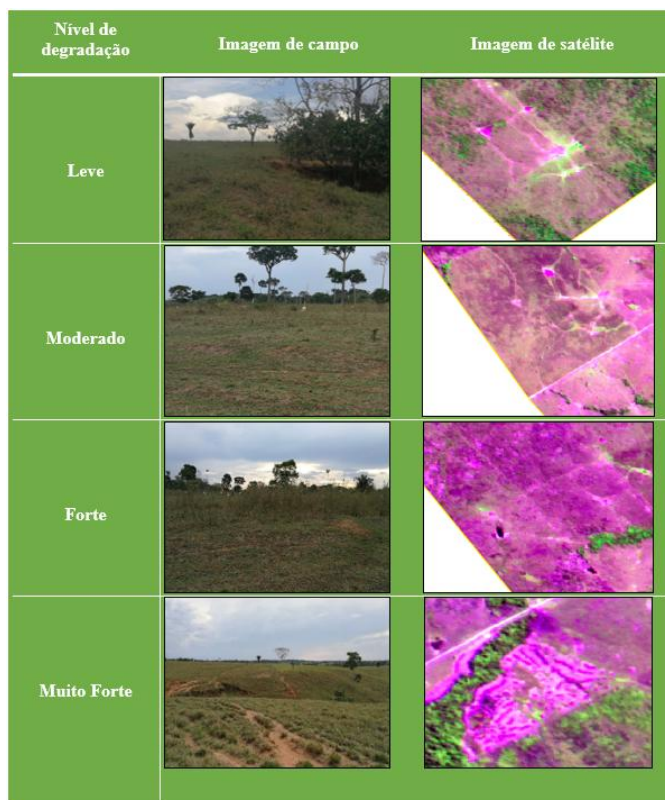 Nível de
degradação
Imagem de campo
Imagem de satélite
Leve
Moderado
Forte
Muito Forte